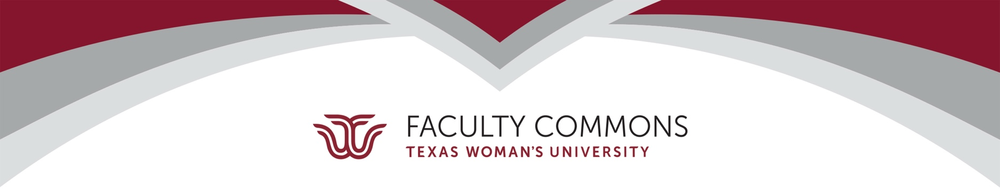 FACULTY COMMONS
TEXAS WOMAN’S UNIVERSITY